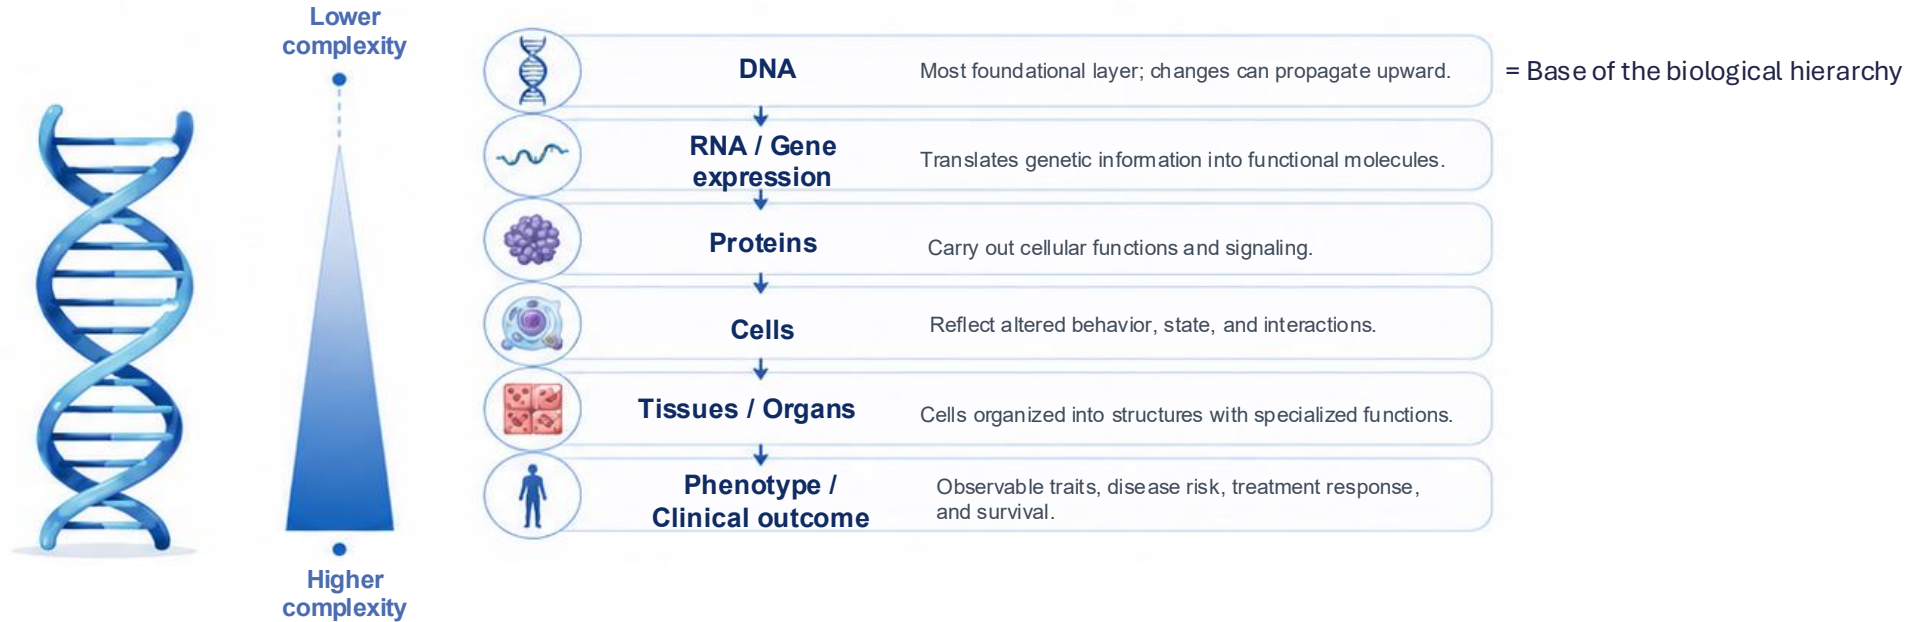 Lower
complexity
DNA
Most foundational layer; changes can propagate upward.
= Base of the biological hierarchy
RNA / Gene
expression
Translates genetic information into functional molecules.
Proteins
Carry out cellular functions and signaling.
Cells
Reflect altered behavior, state, and interactions.
Tissues / Organs
Cells organized into structures with specialized functions.
Phenotype /
Clinical outcome
Observable traits, disease risk, treatment response,
and survival.
Higher
complexity